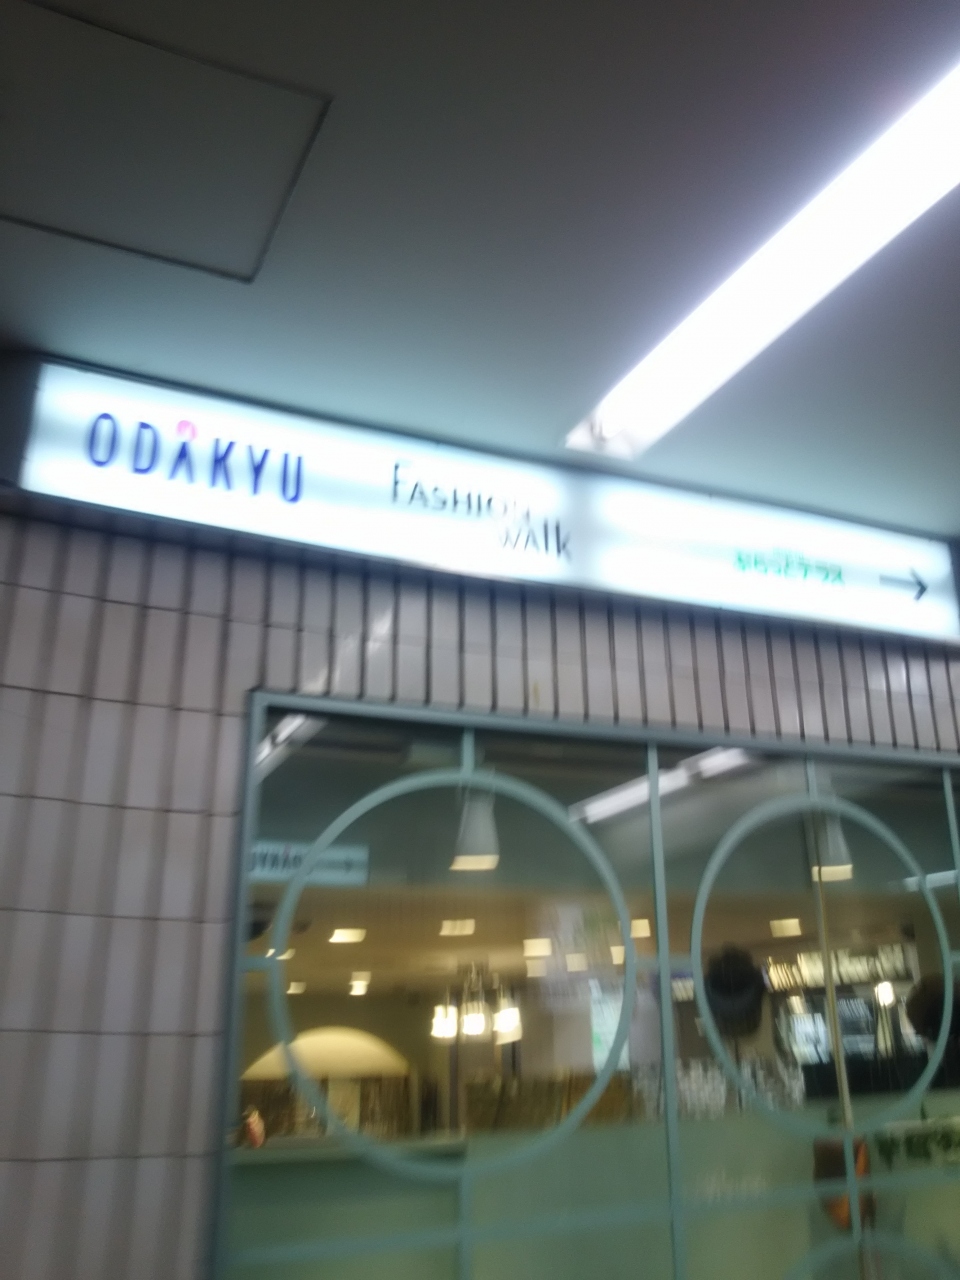 ODAKYU
FASHION
WALK
→